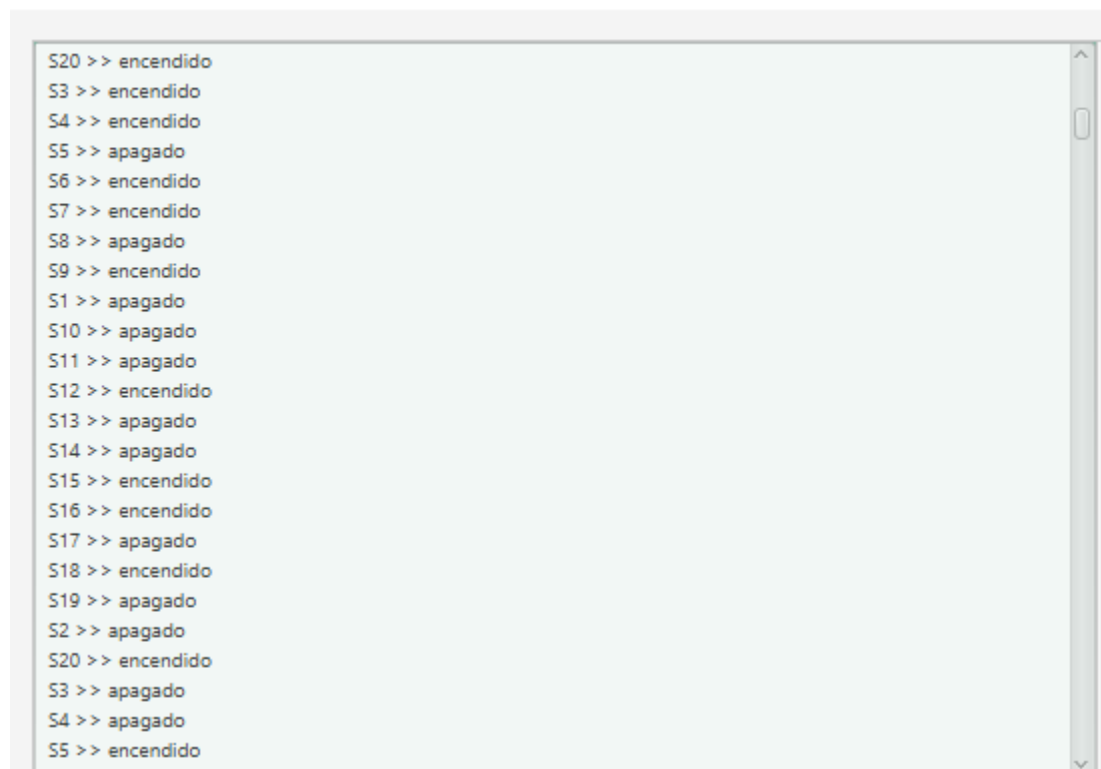 S20 >> encendido
S3 >> encendido
S4 >> encendido
S5 >> apagado
S6 >> encendido
S7 >> encendido
S8 >> apagado
S9 >> encendido
S1 >> apagado
S10 >> apagado
S11 >> apagado
S12 >> encendido
S13 >> apagado
S14 >> apagado
S15 >> encendido
S16 >> encendido
S17 >> apagado
S18 >> encendido
S19 >> apagado
S2 >> apagado
S20 >> encendido
S3 >> apagado
S4 >> apagado
S5 >> encendido